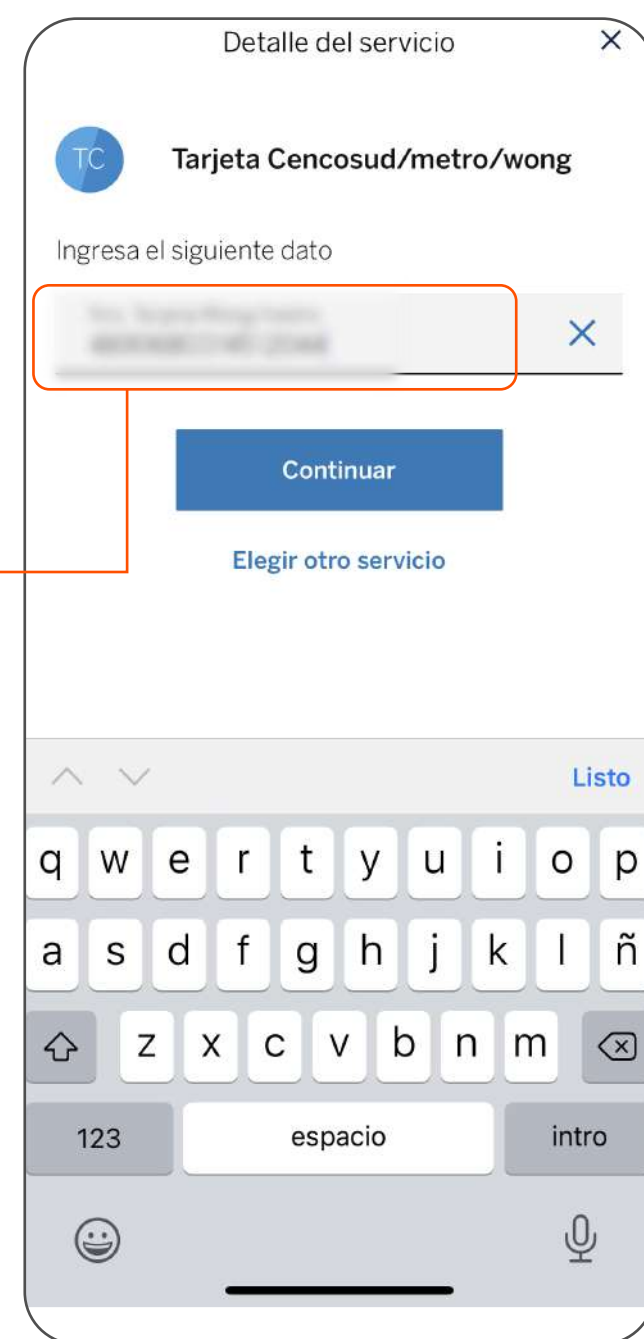 Detalle del servicio
TC
Tarjeta Cencosud/metro/wong
Ingresa el siguiente dato
Continuar
Elegir otro servicio
Listo
q w e r t y u i o p
a s d f g h j k l ñ
z x c v b n m
123 espacio intro